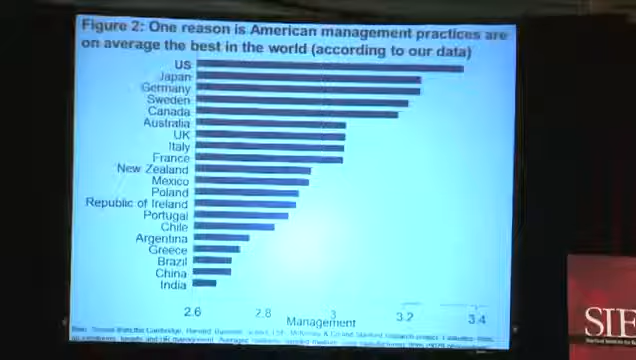 Figure 2: One reason is American management practices are
on average the best in the world (according to our data)
US
Japan
Germany
Sweden
Canada
Australia
UK
Italy
France
New Zealand
Mexico
Poland
Republic of Ireland
Portugal
Chile
Argentina
Greece
Brazil
China
India
2.6 2.8 3 3.2 3.4
Management
SIE